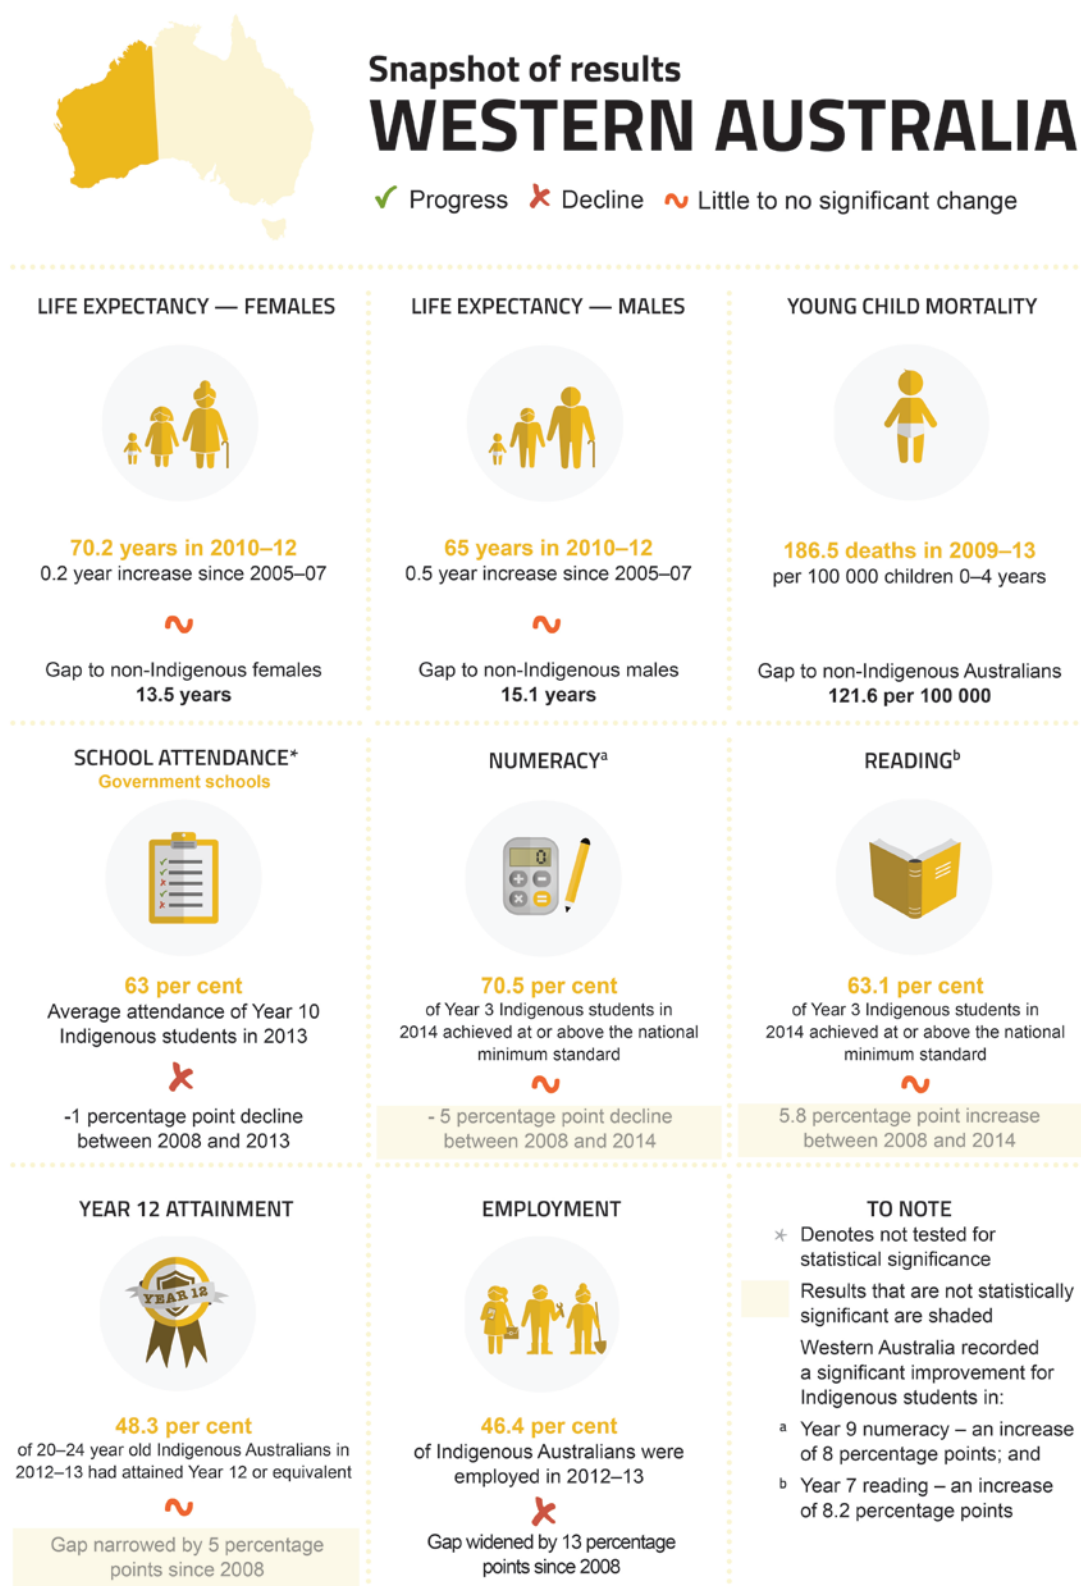 Snapshot of results
WESTERN AUSTRALIA
✓ Progress ✗ Decline ~ Little to no significant change
LIFE EXPECTANCY — FEMALES
70.2 years in 2010–12
0.2 year increase since 2005–07
~
Gap to non-Indigenous females
13.5 years
LIFE EXPECTANCY — MALES
65 years in 2010–12
0.5 year increase since 2005–07
~
Gap to non-Indigenous males
15.1 years
YOUNG CHILD MORTALITY
186.5 deaths in 2009–13
per 100 000 children 0–4 years
Gap to non-Indigenous Australians
121.6 per 100 000
SCHOOL ATTENDANCE*
Government schools
63 per cent
Average attendance of Year 10
Indigenous students in 2013
✗
-1 percentage point decline
between 2008 and 2013
NUMERACYᵃ
0
+ −
× =
70.5 per cent
of Year 3 Indigenous students in
2014 achieved at or above the national
minimum standard
~
- 5 percentage point decline
between 2008 and 2014
READINGᵇ
63.1 per cent
of Year 3 Indigenous students in
2014 achieved at or above the national
minimum standard
~
5.8 percentage point increase
between 2008 and 2014
YEAR 12 ATTAINMENT
YEAR 12
48.3 per cent
of 20–24 year old Indigenous Australians in
2012–13 had attained Year 12 or equivalent
~
Gap narrowed by 5 percentage
points since 2008
EMPLOYMENT
46.4 per cent
of Indigenous Australians were
employed in 2012–13
✗
Gap widened by 13 percentage
points since 2008
TO NOTE
* Denotes not tested for
statistical significance
Results that are not statistically
significant are shaded
Western Australia recorded
a significant improvement for
Indigenous students in:
a Year 9 numeracy – an increase
of 8 percentage points; and
b Year 7 reading – an increase
of 8.2 percentage points